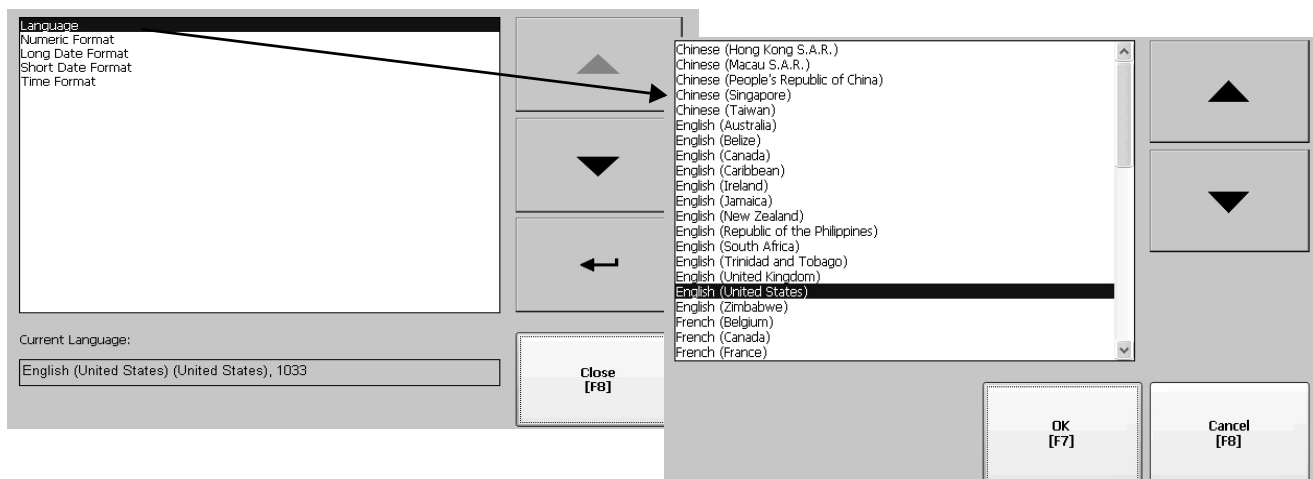 Language
Numeric Format
Long Date Format
Short Date Format
Time Format
Current Language:
English (United States) (United States), 1033
Close
[F8]
Chinese (Hong Kong S.A.R.)
Chinese (Macau S.A.R.)
Chinese (People's Republic of China)
Chinese (Singapore)
Chinese (Taiwan)
English (Australia)
English (Belize)
English (Canada)
English (Caribbean)
English (Ireland)
English (Jamaica)
English (New Zealand)
English (Republic of the Philippines)
English (South Africa)
English (Trinidad and Tobago)
English (United Kingdom)
English (United States)
English (Zimbabwe)
French (Belgium)
French (Canada)
French (France)
OK
[F7]
Cancel
[F8]